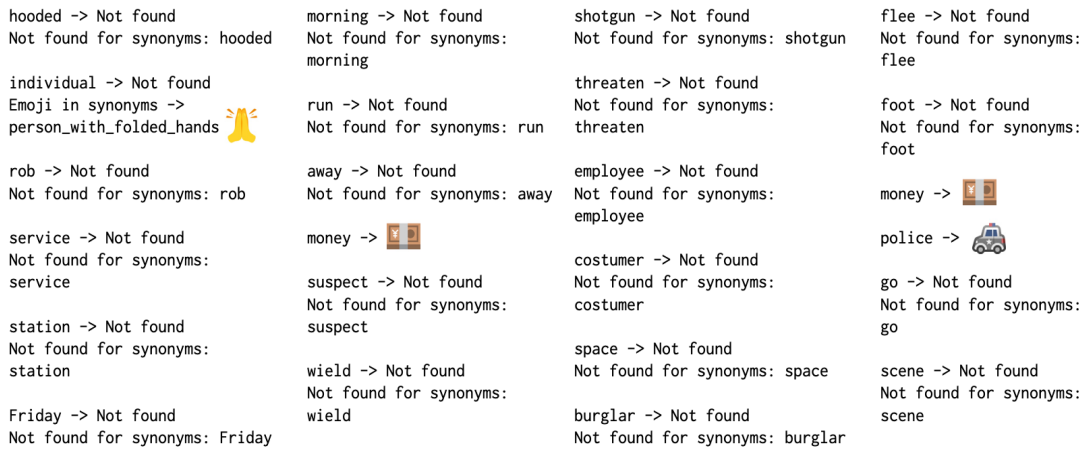 hooded -> Not found
Not found for synonyms: hooded
individual -> Not found
Emoji in synonyms ->
person_with_folded_hands
rob -> Not found
Not found for synonyms: rob
service -> Not found
Not found for synonyms:
service
station -> Not found
Not found for synonyms:
station
Friday -> Not found
Not found for synonyms: Friday
morning -> Not found
Not found for synonyms:
morning
run -> Not found
Not found for synonyms: run
away -> Not found
Not found for synonyms: away
money ->
suspect -> Not found
Not found for synonyms:
suspect
wield -> Not found
Not found for synonyms:
wield
shotgun -> Not found
Not found for synonyms: shotgun
threaten -> Not found
Not found for synonyms:
threaten
employee -> Not found
Not found for synonyms:
employee
costumer -> Not found
Not found for synonyms:
costumer
space -> Not found
Not found for synonyms: space
burglar -> Not found
Not found for synonyms: burglar
flee -> Not found
Not found for synonyms:
flee
foot -> Not found
Not found for synonyms:
foot
money ->
police ->
go -> Not found
Not found for synonyms:
go
scene -> Not found
Not found for synonyms:
scene